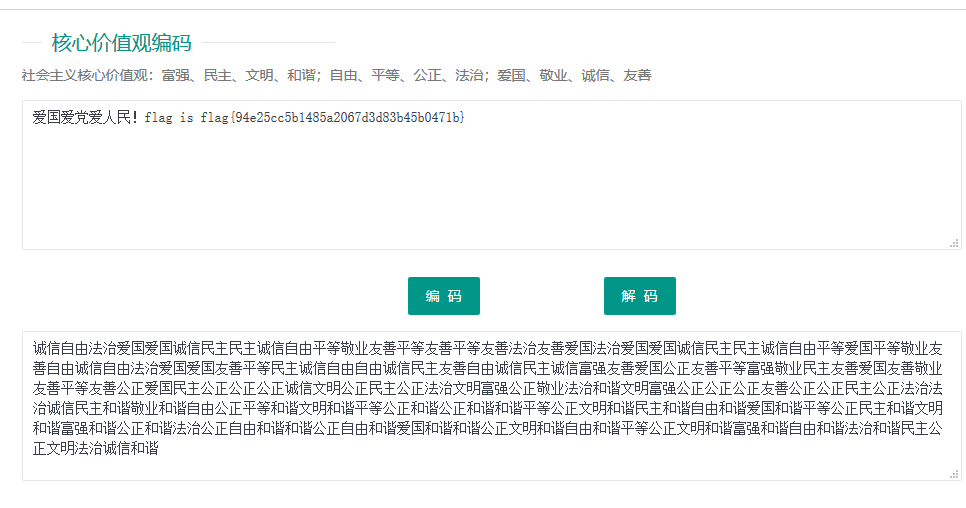 核心价值观编码
社会主义核心价值观：富强、民主、文明、和谐；自由、平等、公正、法治；爱国、敬业、诚信、友善
爱国爱党爱人民！flag is flag{94e25cc5b1485a2067d3d83b45b0471b}
编 码 解 码
诚信自由法治爱国爱国诚信民主民主诚信自由平等敬业友善平等友善平等友善法治友善爱国法治爱国爱国诚信民主民主诚信自由平等爱国平等敬业友
善自由诚信自由法治爱国爱国友善平等民主诚信自由自由诚信民主友善自由诚信民主诚信富强友善爱国公正友善平等富强敬业民主友善爱国友善敬业
友善平等友善公正爱国民主公正公正公正诚信文明公正民主公正法治文明富强公正敬业法治和谐文明富强公正公正公正友善公正公正民主公正法治法治
诚信民主和谐敬业和谐自由公正平等和谐文明和谐平等公正和谐公正和谐和谐平等公正文明和谐民主和谐自由和谐爱国和谐平等公正民主和谐文明
和谐富强和谐公正和谐法治公正自由和谐和谐公正自由和谐爱国和谐和谐公正文明和谐自由和谐平等公正文明和谐富强和谐自由和谐法治和谐民主公
正文明法治诚信和谐